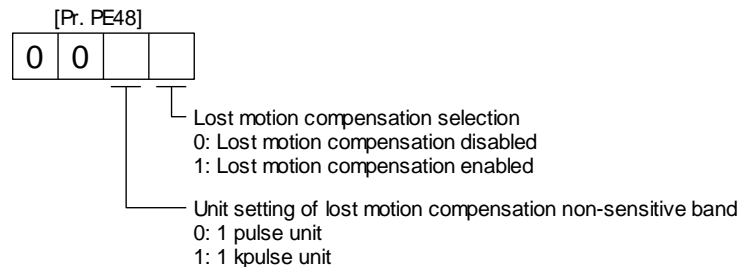 [Pr. PE48]
0 0
Lost motion compensation selection
0: Lost motion compensation disabled
1: Lost motion compensation enabled
Unit setting of lost motion compensation non-sensitive band
0: 1 pulse unit
1: 1 kpulse unit